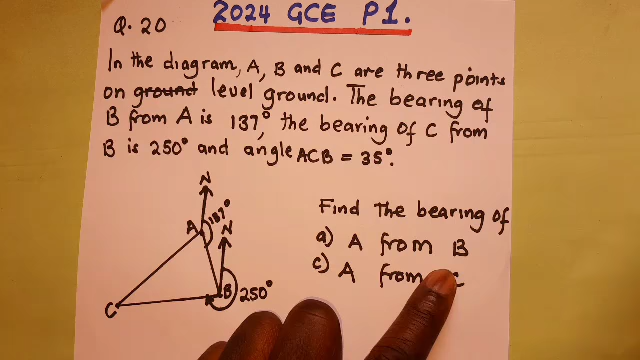 2024 GCE P1.
Q. 20
In the diagram, A, B and C are three points
on ground level ground. The bearing of
B from A is 137°, the bearing of C from
B is 250° and angle ACB = 35°.
N
A
137°
N
B
250°
C
Find The bearing of
a) A from B
c) A from C